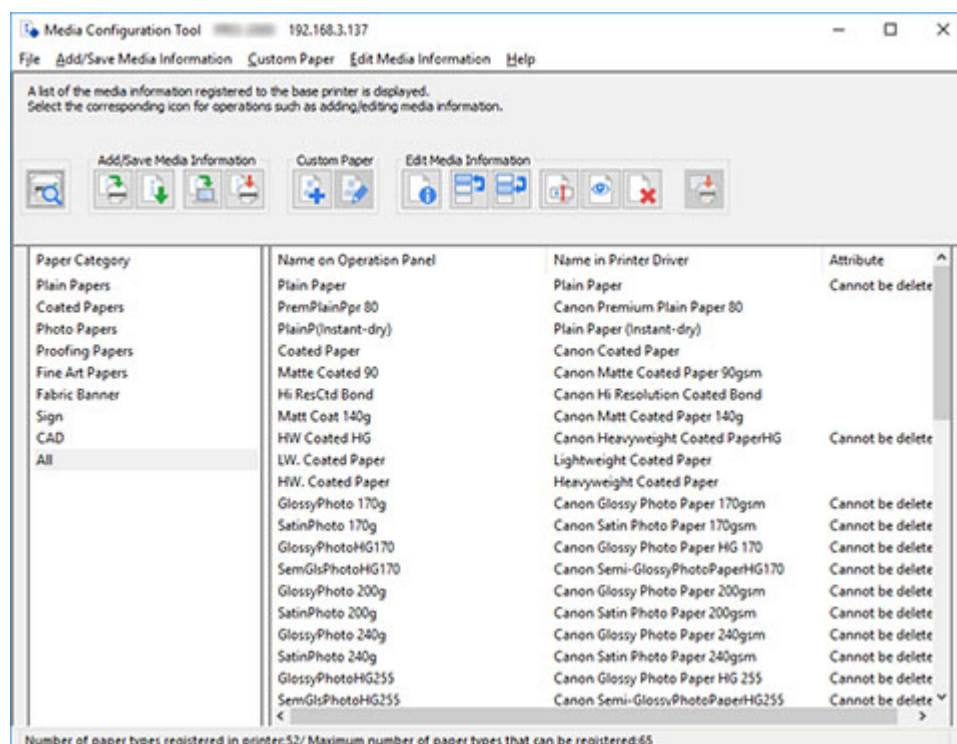 Media Configuration Tool 192.168.3.137
File Add/Save Media Information Custom Paper Edit Media Information Help
A list of the media information registered to the base printer is displayed.
Select the corresponding icon for operations such as adding/editing media information.
Add/Save Media Information Custom Paper Edit Media Information
Paper Category Name on Operation Panel Name in Printer Driver Attribute
Plain Papers Plain Paper Plain Paper Cannot be delete
Coated Papers PremPlainPpr 80 Canon Premium Plain Paper 80
Photo Papers PlainP(Instant-dry) Plain Paper (Instant-dry)
Proofing Papers Coated Paper Canon Coated Paper
Fine Art Papers Matte Coated 90 Canon Matte Coated Paper 90gsm
Fabric Banner Hi ResCtd Bond Canon Hi Resolution Coated Bond
Sign Matt Coat 140g Canon Matt Coated Paper 140g
CAD HW Coated HG Canon Heavyweight Coated PaperHG Cannot be delete
All LW. Coated Paper Lightweight Coated Paper
HW. Coated Paper Heavyweight Coated Paper
GlossyPhoto 170g Canon Glossy Photo Paper 170gsm Cannot be delete
SatinPhoto 170g Canon Satin Photo Paper 170gsm Cannot be delete
GlossyPhotoHG170 Canon Glossy Photo Paper HG 170 Cannot be delete
SemGlsPhotoHG170 Canon Semi-GlossyPhotoPaperHG170 Cannot be delete
GlossyPhoto 200g Canon Glossy Photo Paper 200gsm Cannot be delete
SatinPhoto 200g Canon Satin Photo Paper 200gsm Cannot be delete
GlossyPhoto 240g Canon Glossy Photo Paper 240gsm Cannot be delete
SatinPhoto 240g Canon Satin Photo Paper 240gsm Cannot be delete
GlossyPhotoHG255 Canon Glossy Photo Paper HG 255 Cannot be delete
SemGlsPhotoHG255 Canon Semi-GlossyPhotoPaperHG255 Cannot be delete
Number of paper types registered in printer:52/ Maximum number of paper types that can be registered:65